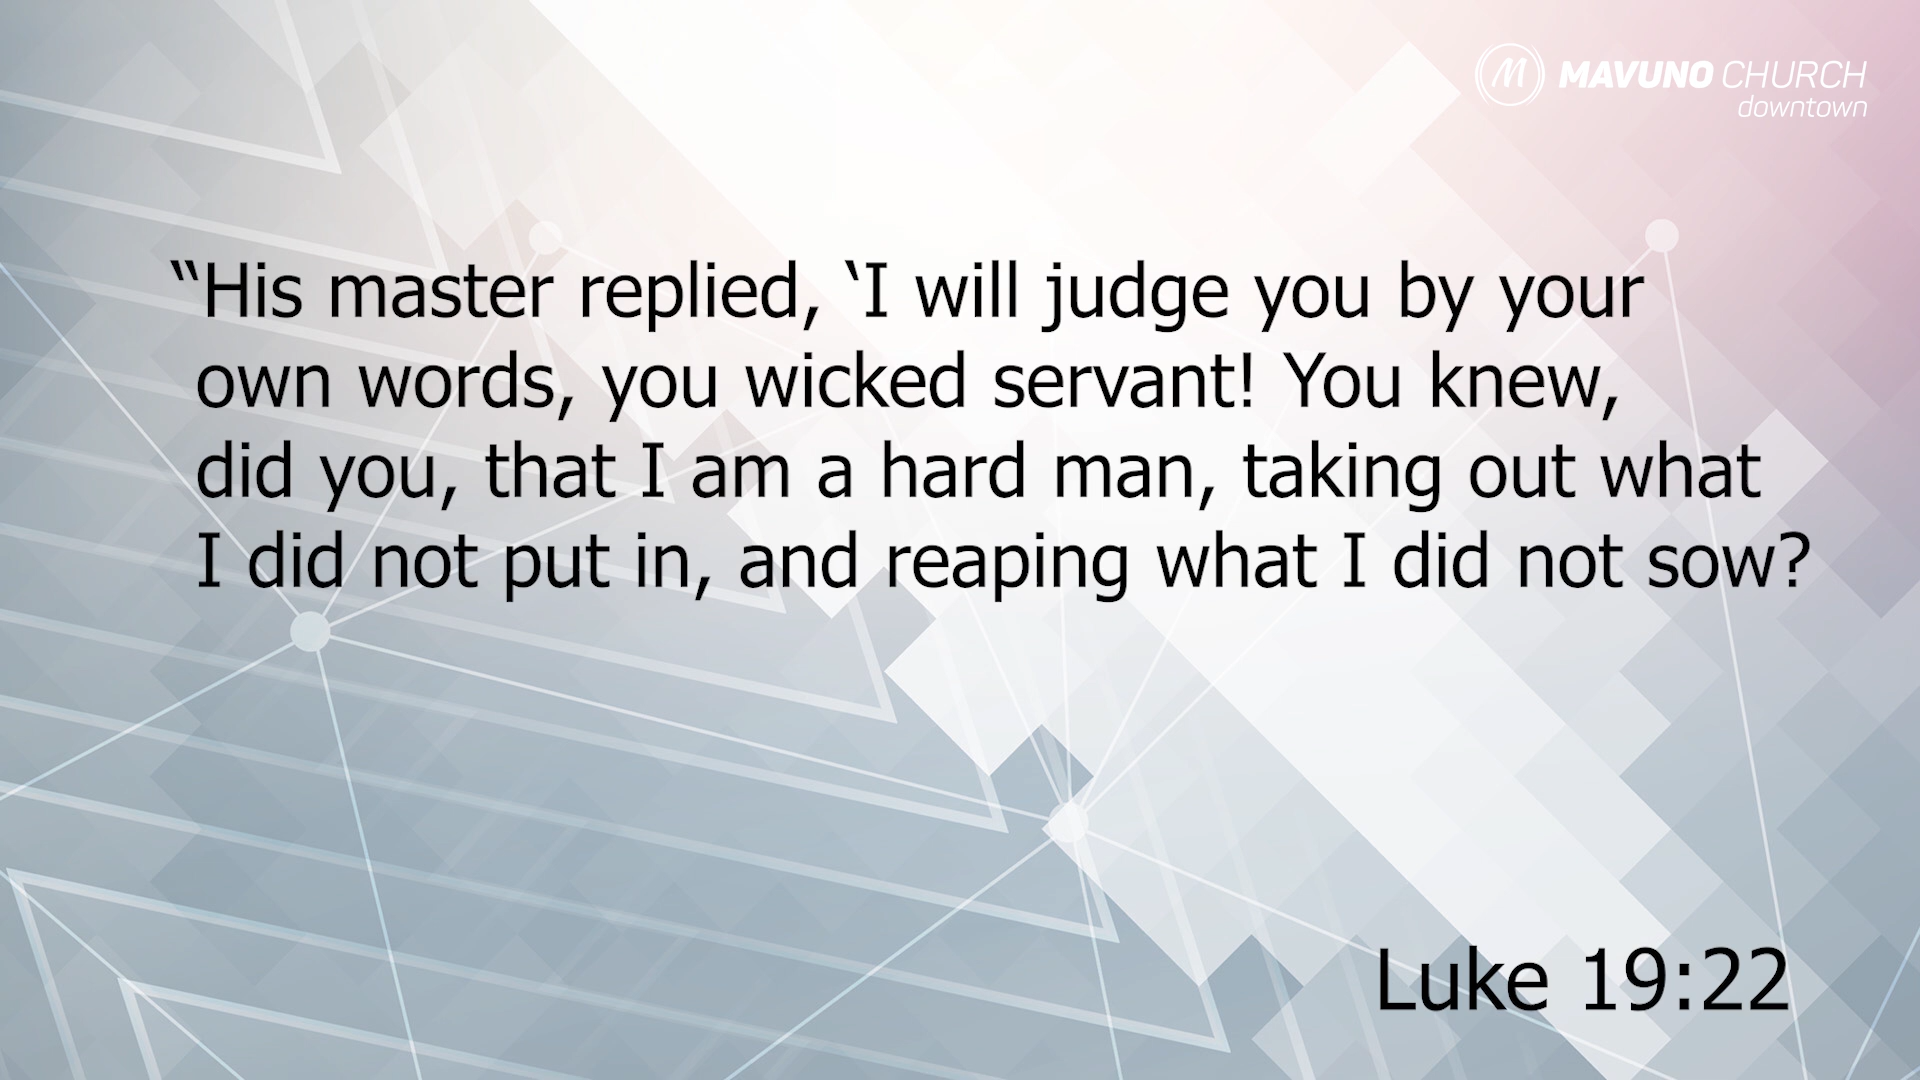 MAVUNO CHURCH
downtown
“His master replied, ‘I will judge you by your
own words, you wicked servant! You knew,
did you, that I am a hard man, taking out what
I did not put in, and reaping what I did not sow?
Luke 19:22